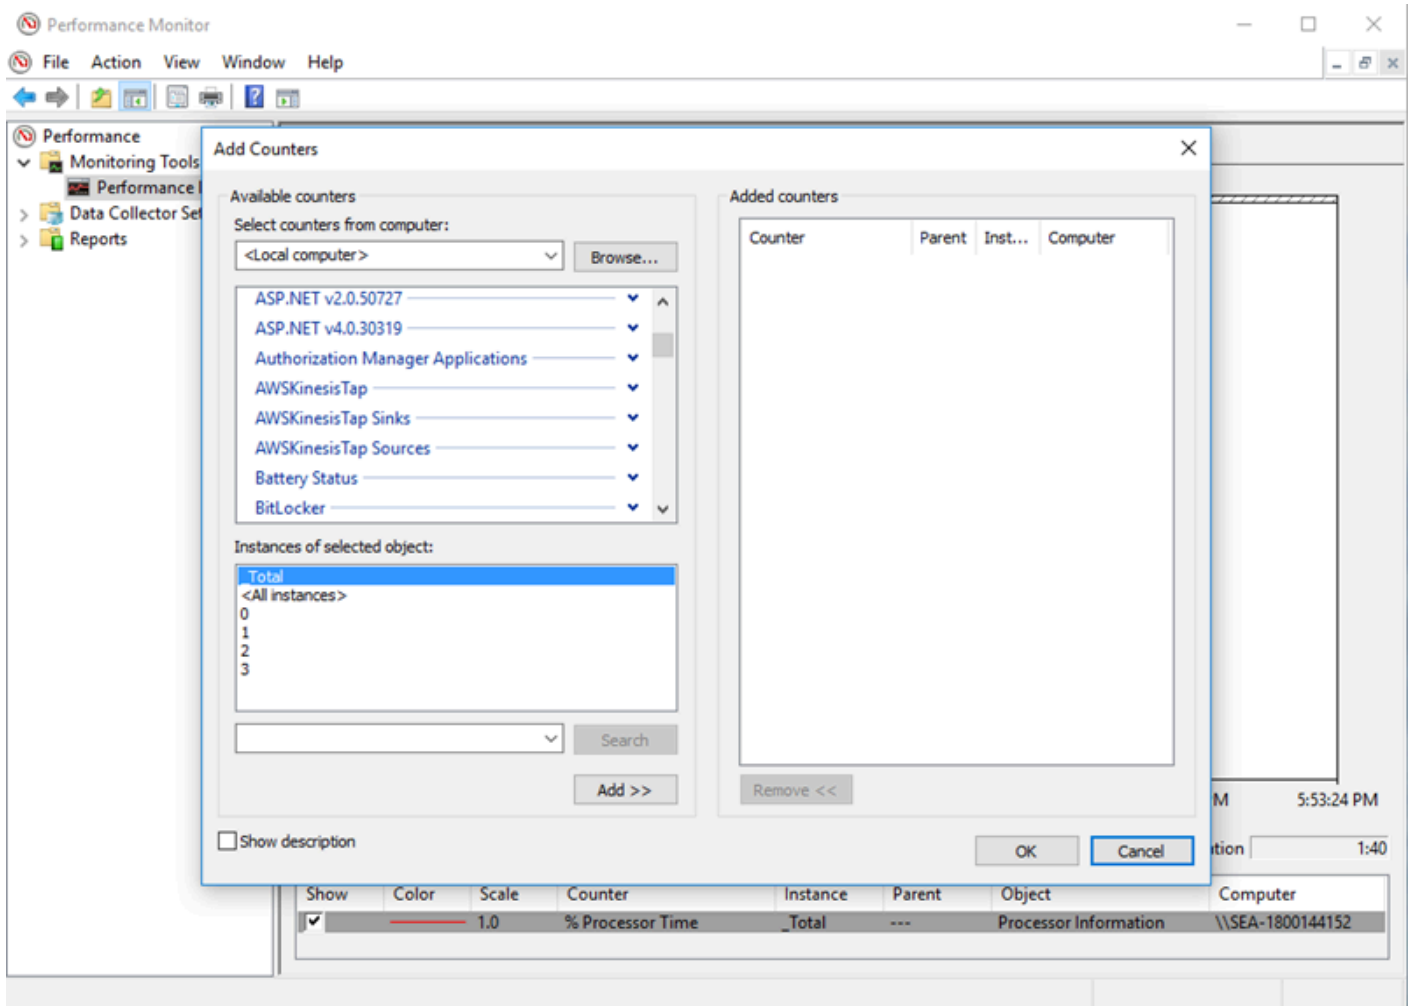 Performance Monitor
File Action View Window Help
Performance
Monitoring Tools
Performance
Data Collector Set
Reports
Add Counters
Available counters
Select counters from computer:
<Local computer>
Browse...
ASP.NET v2.0.50727
ASP.NET v4.0.30319
Authorization Manager Applications
AWSKinesisTap
AWSKinesisTap Sinks
AWSKinesisTap Sources
Battery Status
BitLocker
Instances of selected object:
_Total
<All instances>
0
1
2
3
Search
Add >>
Show description
Added counters
Counter Parent Inst... Computer
Remove <<
OK Cancel
M 5:53:24 PM
ation 1:40
Show Color Scale Counter Instance Parent Object Computer
1.0 % Processor Time _Total --- Processor Information \\SEA-1800144152